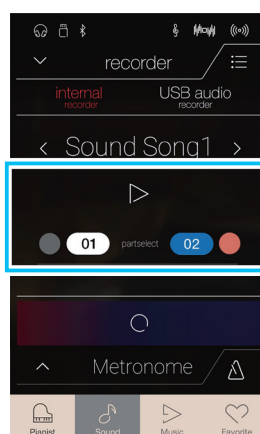 recorder
internal
recorder
USB audio
recorder
< Sound Song1 >
01 partselect 02
Metronome
Pianist Sound Music Favorite